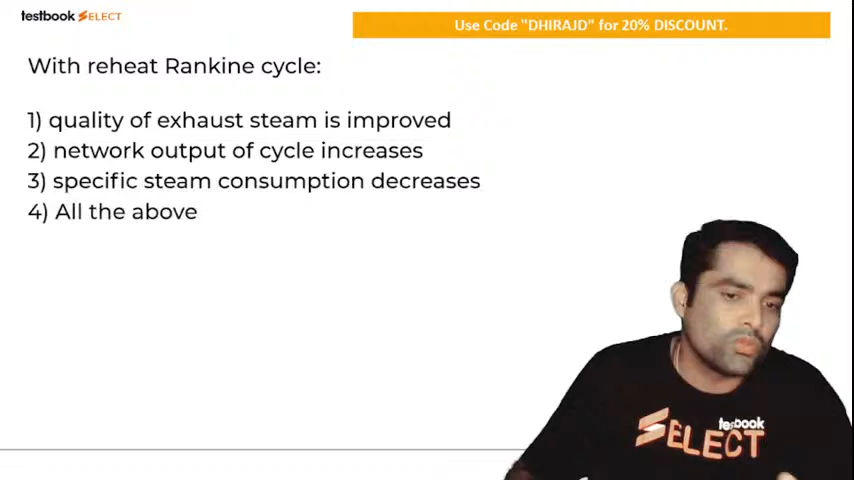 testbook SELECT
Use Code "DHIRAJD" for 20% DISCOUNT.
With reheat Rankine cycle:
1) quality of exhaust steam is improved
2) network output of cycle increases
3) specific steam consumption decreases
4) All the above
testbook
SELECT